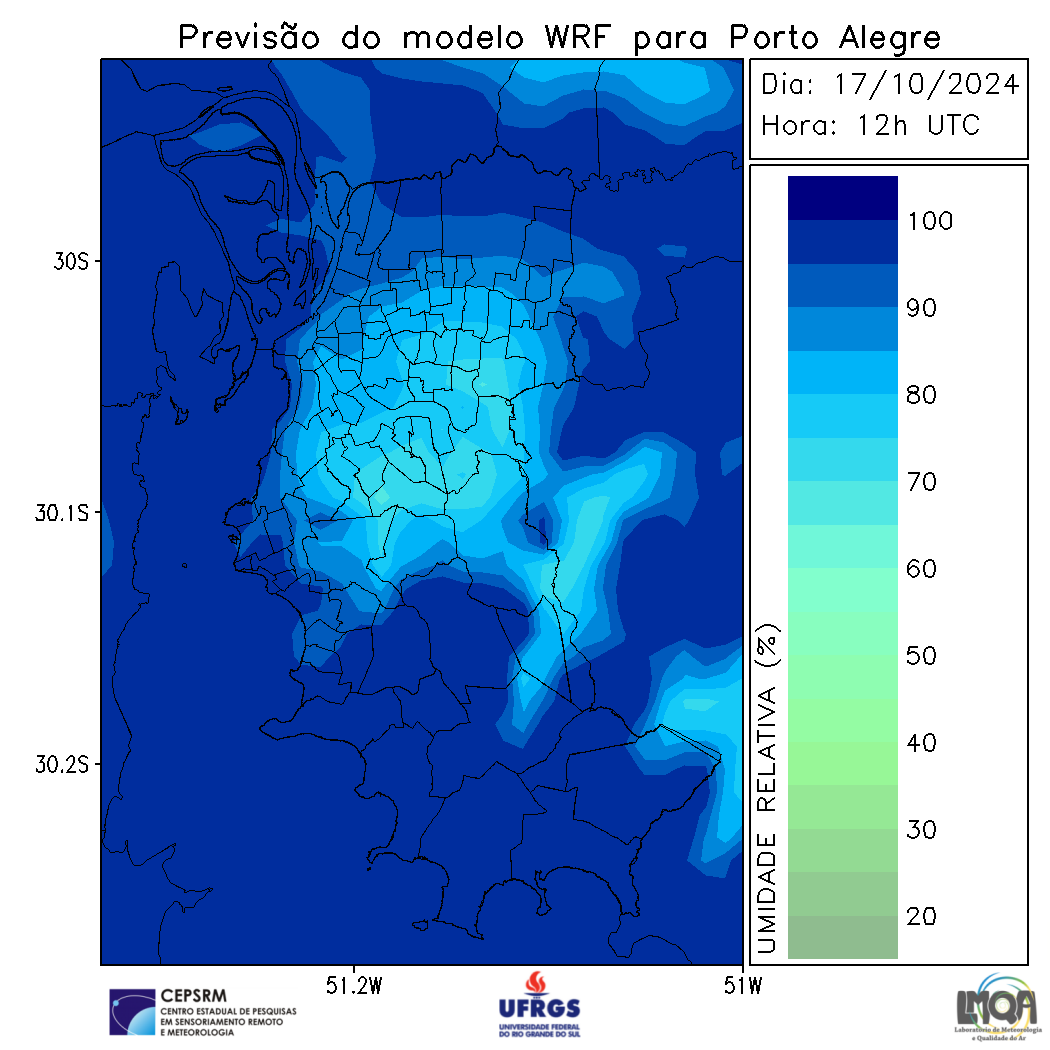 Previsão do modelo WRF para Porto Alegre
Dia: 17/10/2024
Hora: 12h UTC
100
90
80
70
60
50
40
30
20
UMIDADE RELATIVA (%)
30S
30.1S
30.2S
51.2W
51W
CEPSRM
CENTRO ESTADUAL DE PESQUISAS
EM SENSORIAMENTO REMOTO
E METEOROLOGIA
UFRGS
UNIVERSIDADE FEDERAL
DO RIO GRANDE DO SUL
LMQA
Laboratório de Meteorologia
e Qualidade do Ar